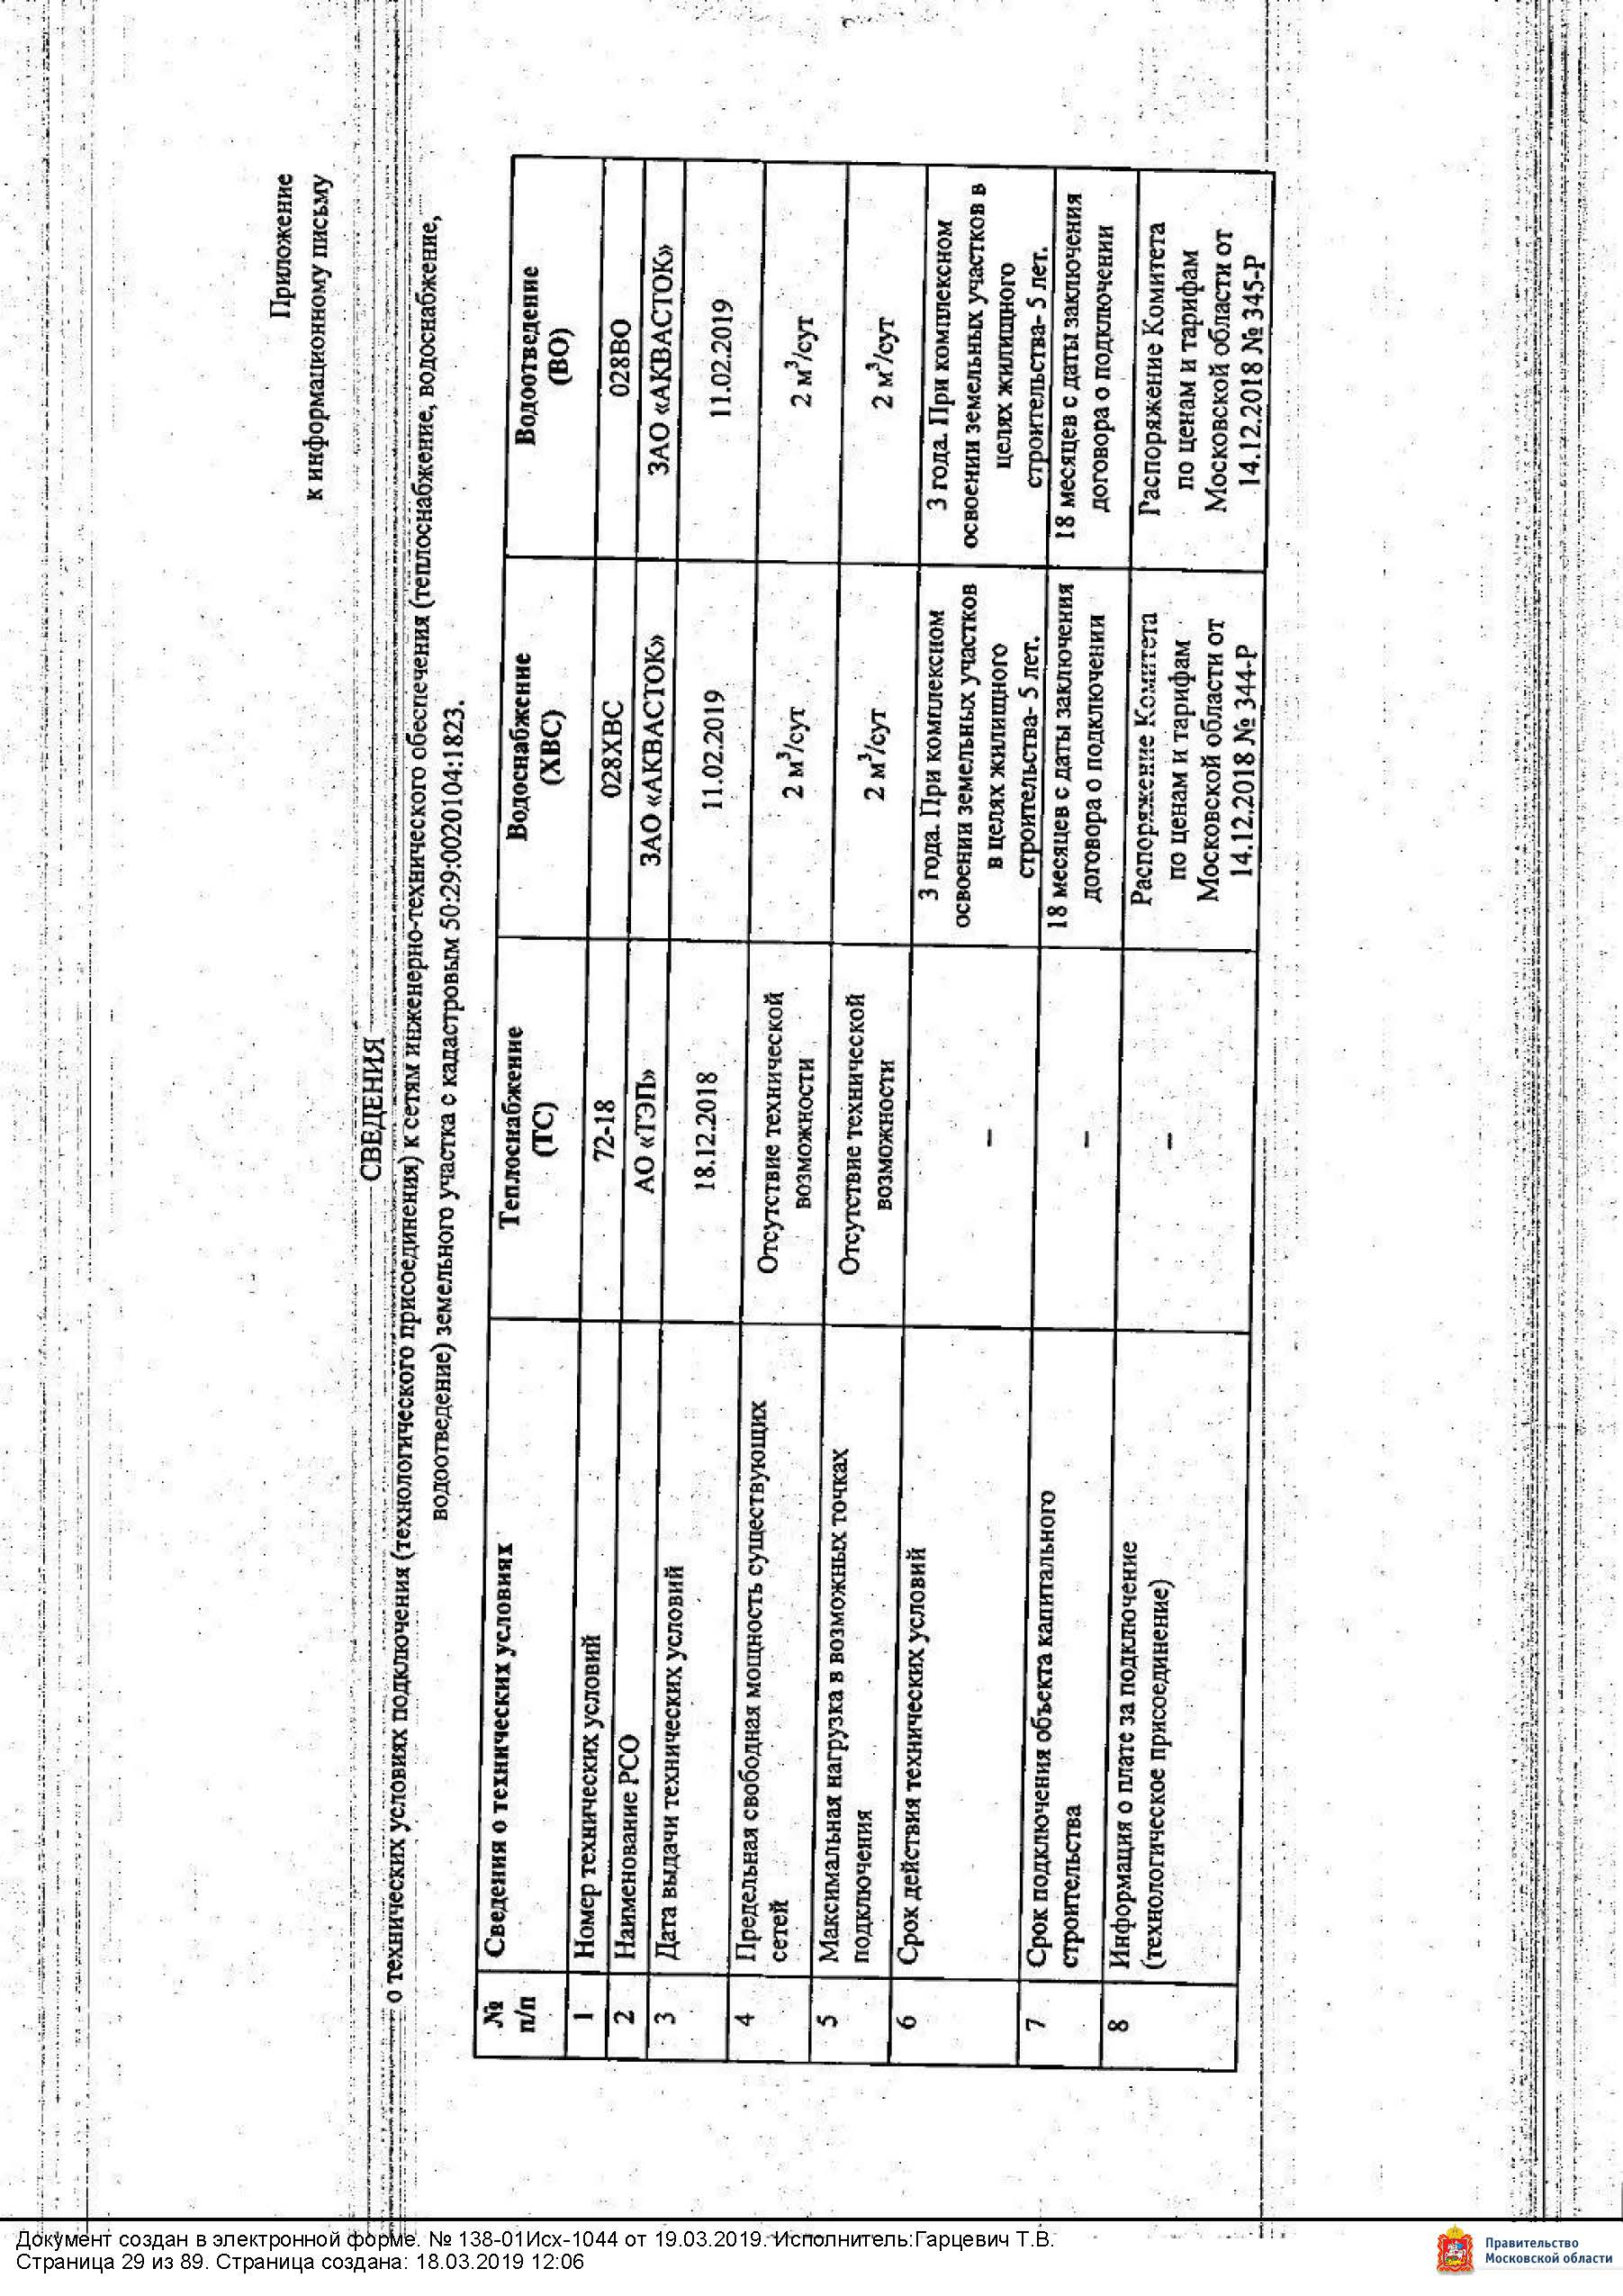 Приложение
к информационному письму
СВЕДЕНИЯ
о технических условиях подключения (технологического присоединения) к сетям инженерно-технического обеспечения (теплоснабжение, водоснабжение,
водоотведение) земельного участка с кадастровым 50:29:0020104:1823.
№ п/п Сведения о технических условиях Теплоснабжение (ТС) Водоснабжение (ХВС) Водоотведение (ВО)
1 Номер технических условий 72-18 028ХВС 028ВО
2 Наименование РСО АО «ТЭП» ЗАО «АКВАСТОК» ЗАО «АКВАСТОК»
3 Дата выдачи технических условий 18.12.2018 11.02.2019 11.02.2019
4 Предельная свободная мощность существующих
сетей
Отсутствие технической
возможности
2 м³/сут
2 м³/сут
5 Максимальная нагрузка в возможных точках
подключения
Отсутствие технической
возможности
2 м³/сут
2 м³/сут
6 Срок действия технических условий
–
3 года. При комплексном
освоении земельных участков
в целях жилищного
строительства- 5 лет.
3 года. При комплексном
освоении земельных участков в
целях жилищного
строительства- 5 лет.
7 Срок подключения объекта капитального
строительства
–
18 месяцев с даты заключения
договора о подключении
18 месяцев с даты заключения
договора о подключении
8 Информация о плате за подключение
(технологическое присоединение)
–
Распоряжение Комитета
по ценам и тарифам
Московской области от
14.12.2018 № 344-Р
Распоряжение Комитета
по ценам и тарифам
Московской области от
14.12.2018 № 345-Р
Документ создан в электронной форме. № 138-01Исх-1044 от 19.03.2019. Исполнитель:Гарцевич Т.В.
Страница 29 из 89. Страница создана: 18.03.2019 12:06
Правительство
Московской области